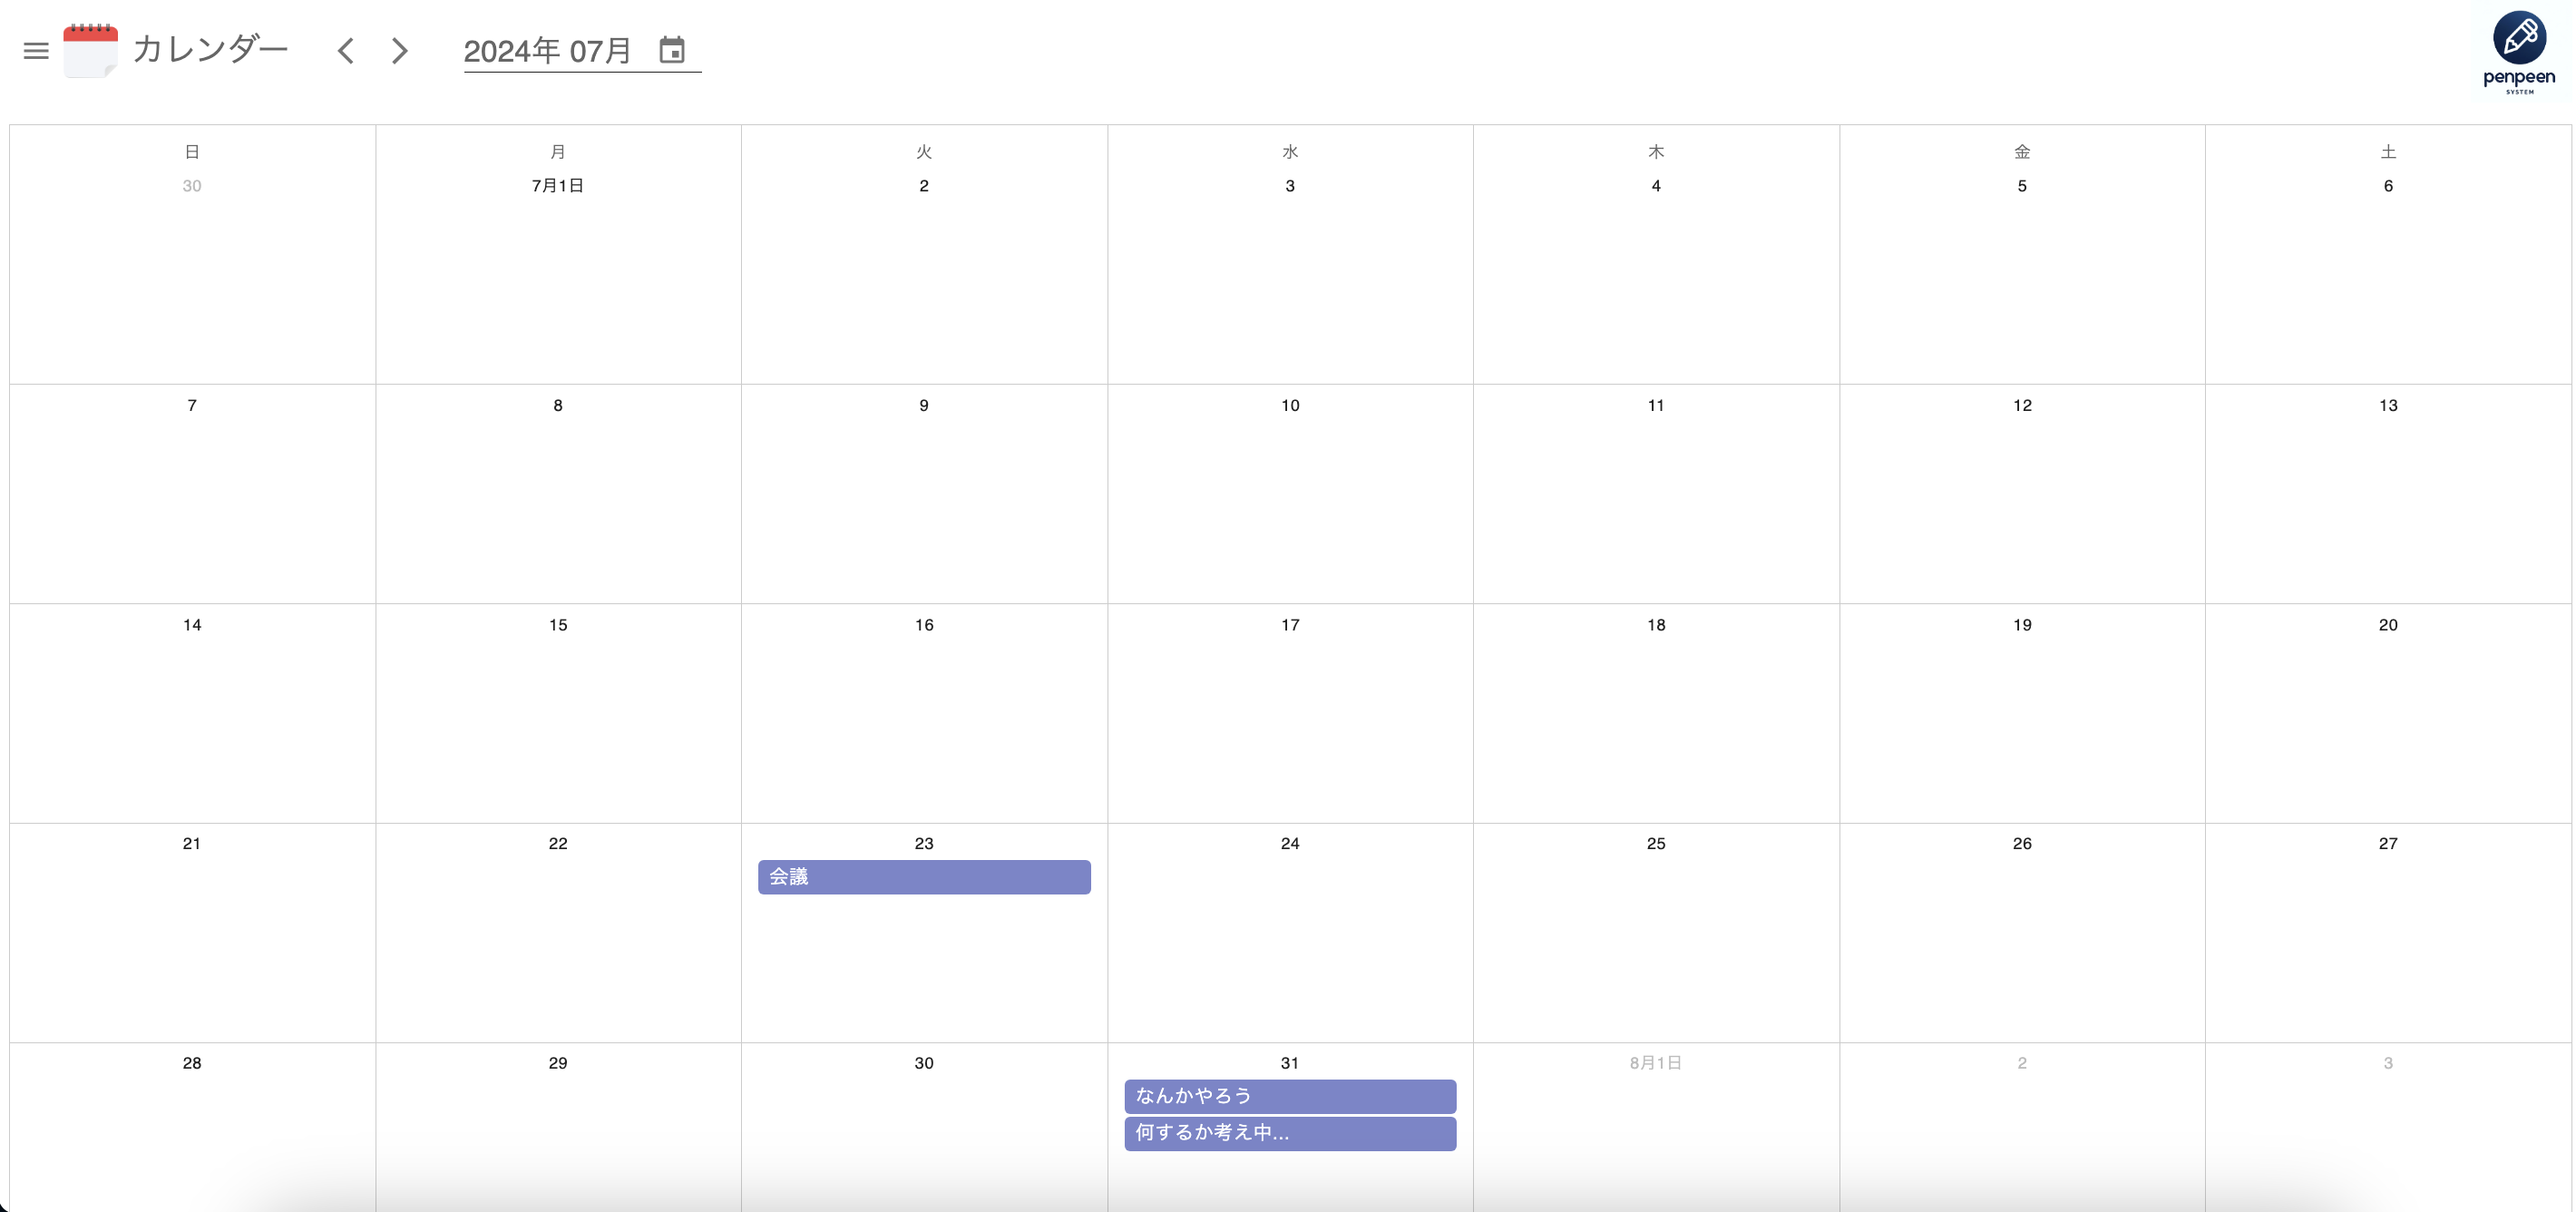 カレンダー
2024年 07月
penpeen
SYSTEM
日 月 火 水 木 金 土
30 7月1日 2 3 4 5 6
7 8 9 10 11 12 13
14 15 16 17 18 19 20
21 22 23 24 25 26 27
会議
28 29 30 31 8月1日 2 3
なんかやろう
何するか考え中...